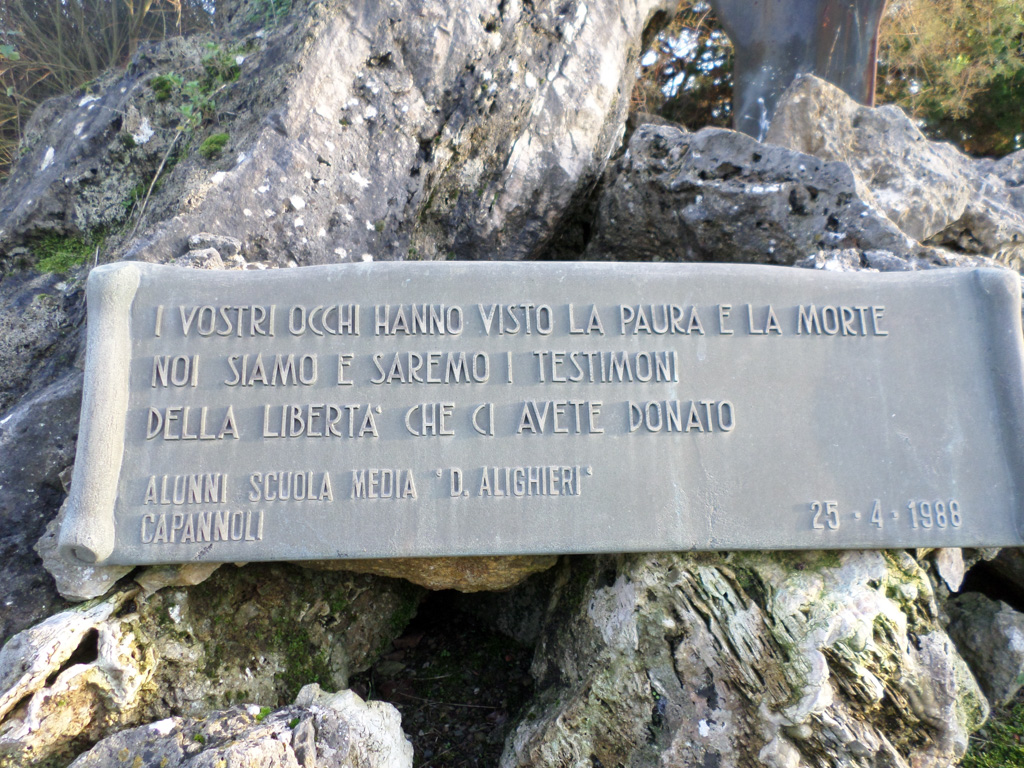 I VOSTRI OCCHI HANNO VISTO LA PAURA E LA MORTE
NOI SIAMO E SAREMO I TESTIMONI
DELLA LIBERTA' CHE CI AVETE DONATO
ALUNNI SCUOLA MEDIA "D. ALIGHIERI"
CAPANNOLI
25 - 4 - 1988